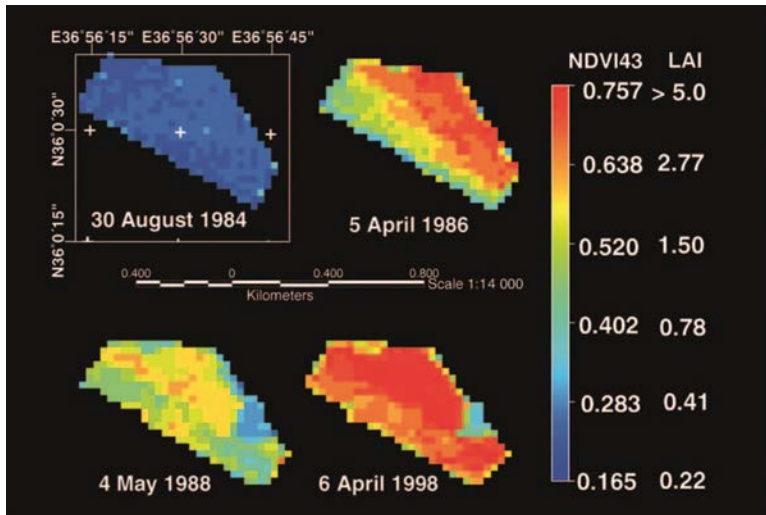 E36°56´15" E36°56´30" E36°56´45"
N36°0´30"
N36°0´15"
30 August 1984
5 April 1986
0.400 0 0.400 0.800
Kilometers
Scale 1:14 000
4 May 1988
6 April 1998
NDVI43 LAI
0.757 > 5.0
0.638 2.77
0.520 1.50
0.402 0.78
0.283 0.41
0.165 0.22